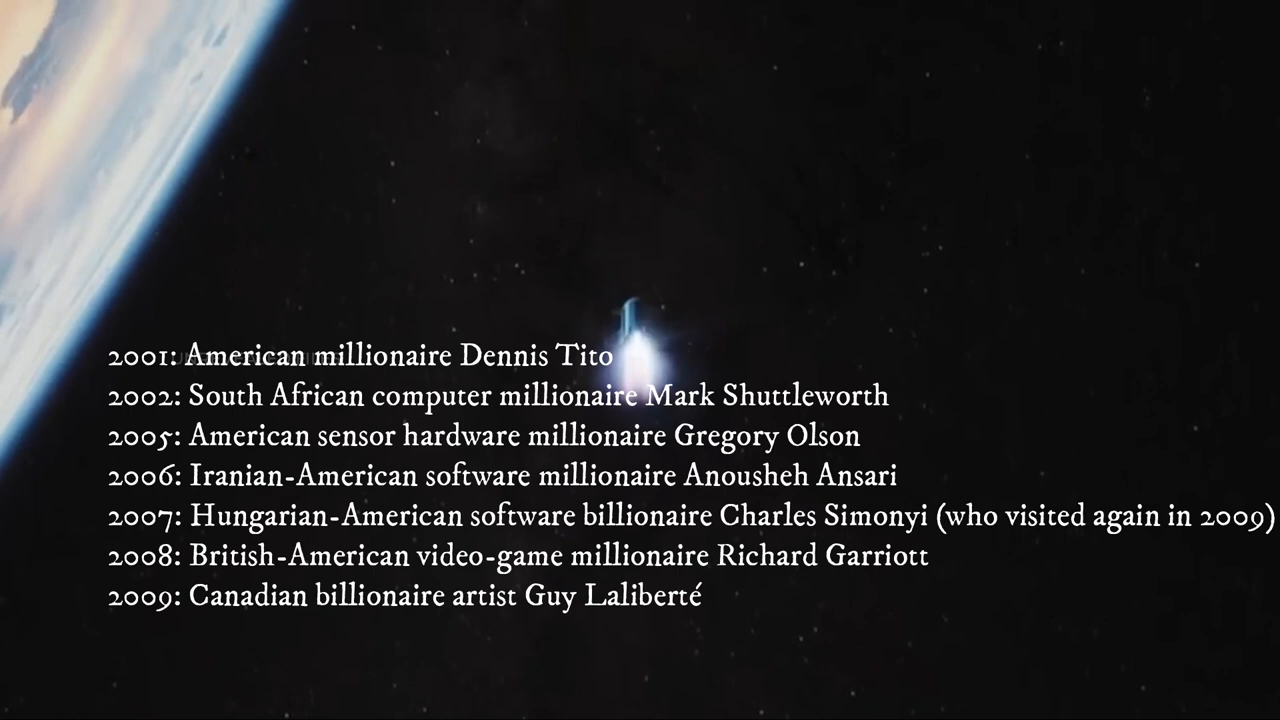 2001: American millionaire Dennis Tito
2002: South African computer millionaire Mark Shuttleworth
2005: American sensor hardware millionaire Gregory Olson
2006: Iranian-American software millionaire Anousheh Ansari
2007: Hungarian-American software billionaire Charles Simonyi (who visited again in 2009)
2008: British-American video-game millionaire Richard Garriott
2009: Canadian billionaire artist Guy Laliberté